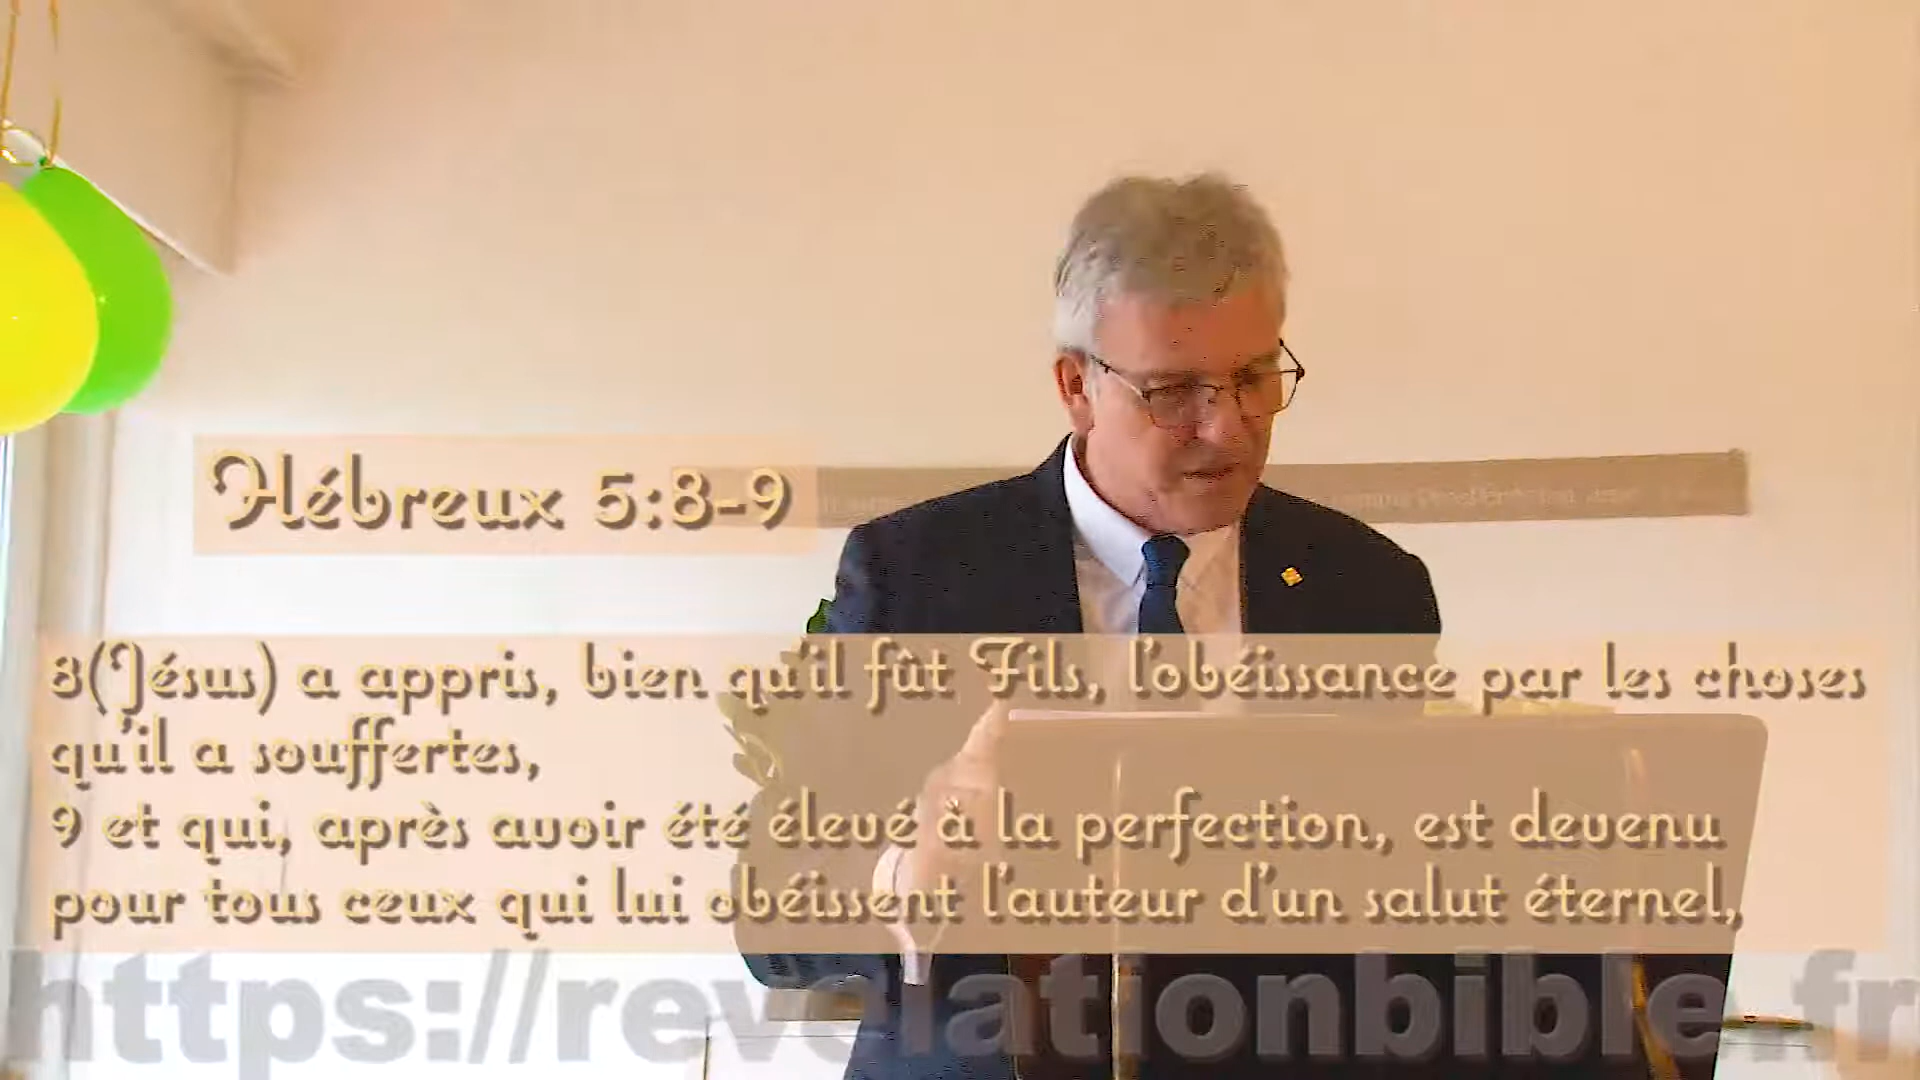 Hébreux 5:8-9
8(Jésus) a appris, bien qu'il fût Fils, l'obéissance par les choses
qu'il a souffertes,
9 et qui, après avoir été élevé à la perfection, est devenu
pour tous ceux qui lui obéissent l'auteur d'un salut éternel,
https://revelationbible.fr